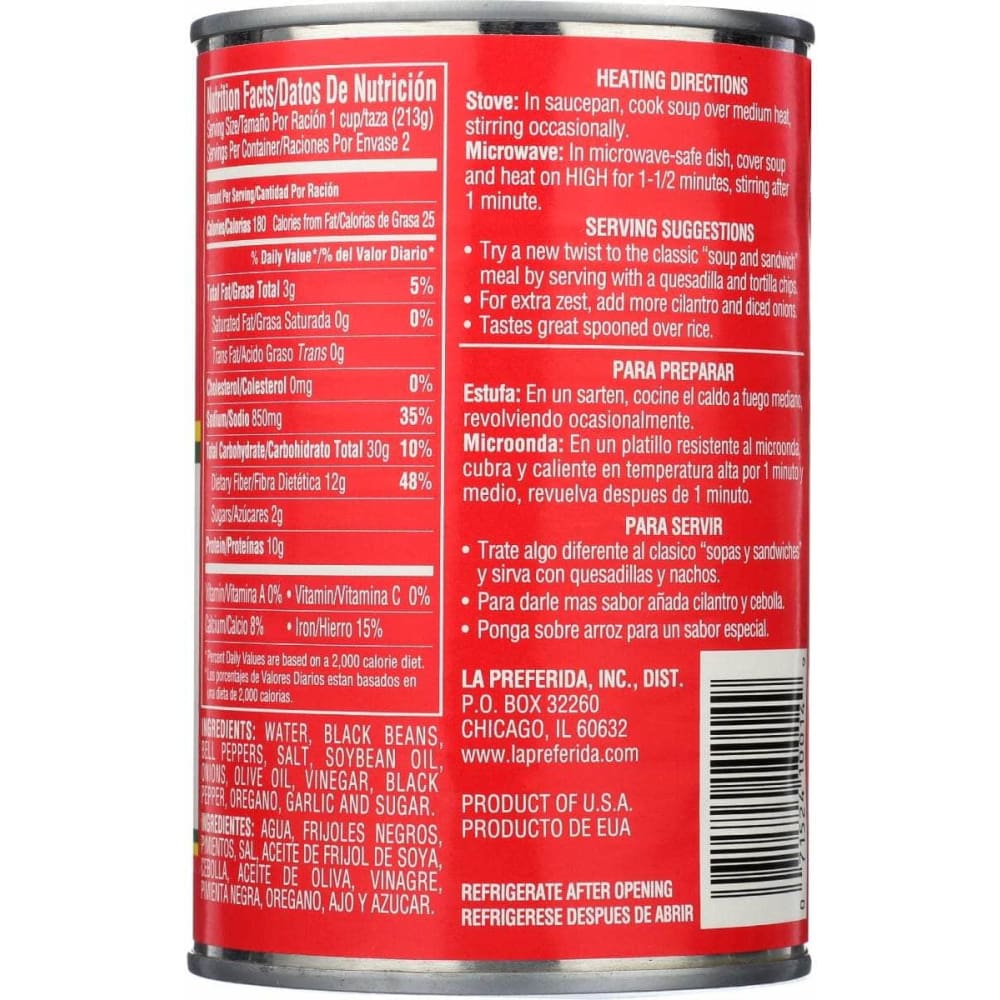 Nutrition Facts/Datos De Nutrición
Serving Size/Tamaño Por Ración 1 cup/taza (213g)
Servings Per Container/Raciones Por Envase 2
Amount Per Serving/Cantidad Por Ración
Calories/Calorias 180 Calories from Fat/Calorias de Grasa 25
% Daily Value*/% del Valor Diario*
Total Fat/Grasa Total 3g 5%
Saturated Fat/Grasa Saturada 0g 0%
Trans Fat/Acido Graso Trans 0g
Cholesterol/Colesterol 0mg 0%
Sodium/Sodio 850mg 35%
Total Carbohydrate/Carbohidrato Total 30g 10%
Dietary Fiber/Fibra Dietética 12g 48%
Sugars/Azúcares 2g
Protein/Proteínas 10g
Vitamin/Vitamina A 0% • Vitamin/Vitamina C 0%
Calcium/Calcio 8% • Iron/Hierro 15%
*Percent Daily Values are based on a 2,000 calorie diet.
*Los porcentajes de Valores Diarios estan basados en
una dieta de 2,000 calorias.
INGREDIENTS: WATER, BLACK BEANS,
BELL PEPPERS, SALT, SOYBEAN OIL,
ONIONS, OLIVE OIL, VINEGAR, BLACK
PEPPER, OREGANO, GARLIC AND SUGAR.
INGREDIENTES: AGUA, FRIJOLES NEGROS,
PIMENTOS, SAL, ACEITE DE FRIJOL DE SOYA,
CEBOLLA, ACEITE DE OLIVA, VINAGRE,
PIMENTA NEGRA, OREGANO, AJO Y AZUCAR.
HEATING DIRECTIONS
Stove: In saucepan, cook soup over medium heat,
stirring occasionally.
Microwave: In microwave-safe dish, cover soup
and heat on HIGH for 1-1/2 minutes, stirring after
1 minute.
SERVING SUGGESTIONS
• Try a new twist to the classic "soup and sandwich"
meal by serving with a quesadilla and tortilla chips.
• For extra zest, add more cilantro and diced onions.
• Tastes great spooned over rice.
PARA PREPARAR
Estufa: En un sarten, cocine el caldo a fuego mediano,
revolviendo ocasionalmente.
Microonda: En un platillo resistente al microonda,
cubra y caliente en temperatura alta por 1 minuto y
medio, revuelva despues de 1 minuto.
PARA SERVIR
• Trate algo diferente al clasico "sopas y sandwiches"
y sirva con quesadillas y nachos.
• Para darle mas sabor añada cilantro y cebolla.
• Ponga sobre arroz para un sabor especial.
LA PREFERIDA, INC., DIST.
P.O. BOX 32260
CHICAGO, IL 60632
www.lapreferida.com
PRODUCT OF U.S.A.
PRODUCTO DE EUA
REFRIGERATE AFTER OPENING
REFRIGERESE DESPUES DE ABRIR